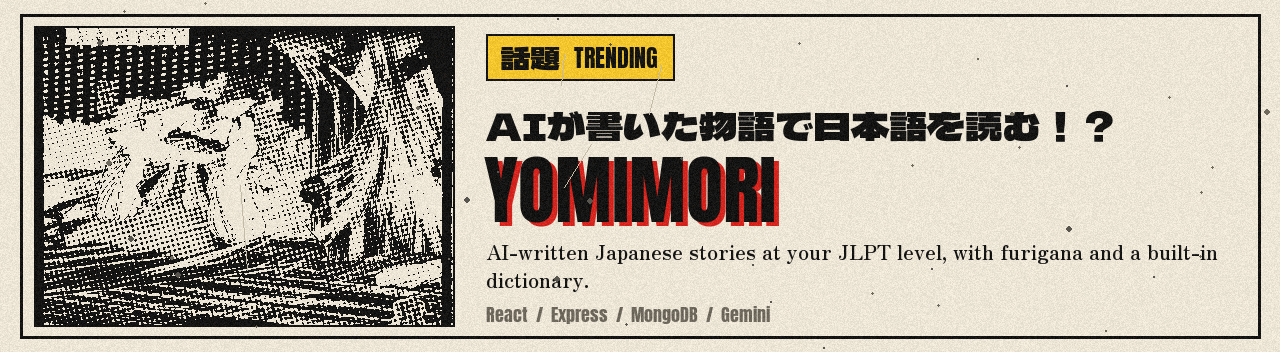 話題 TRENDING
AIが書いた物語で日本語を読む！？
YOMIMORI
AI-written Japanese stories at your JLPT level, with furigana and a built-in
dictionary.
React / Express / MongoDB / Gemini